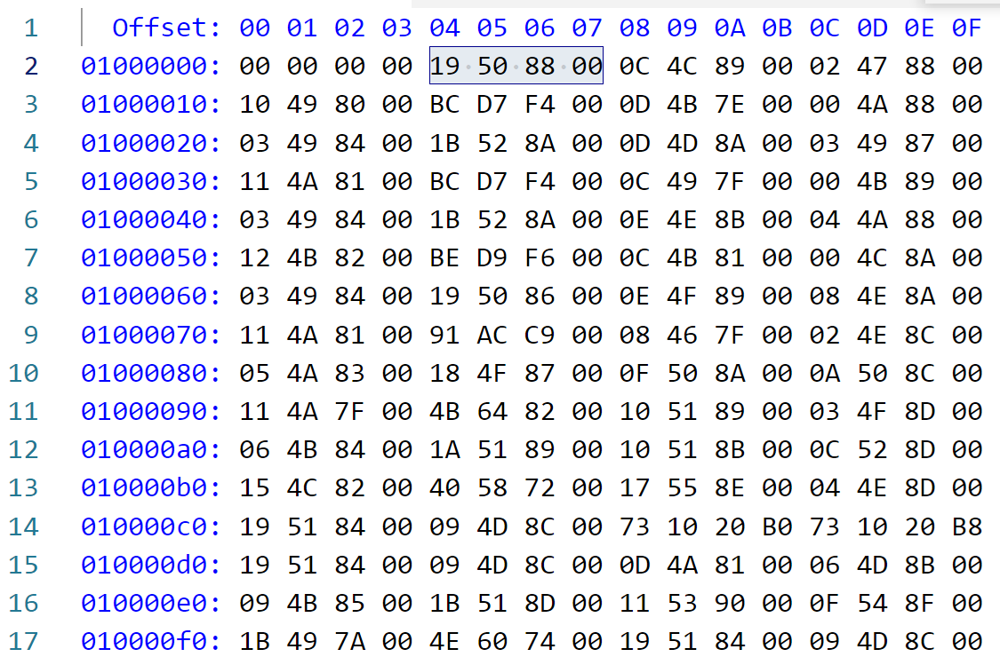 1 Offset: 00 01 02 03 04 05 06 07 08 09 0A 0B 0C 0D 0E 0F
2 01000000: 00 00 00 00 19 50 88 00 0C 4C 89 00 02 47 88 00
3 01000010: 10 49 80 00 BC D7 F4 00 0D 4B 7E 00 00 4A 88 00
4 01000020: 03 49 84 00 1B 52 8A 00 0D 4D 8A 00 03 49 87 00
5 01000030: 11 4A 81 00 BC D7 F4 00 0C 49 7F 00 00 4B 89 00
6 01000040: 03 49 84 00 1B 52 8A 00 0E 4E 8B 00 04 4A 88 00
7 01000050: 12 4B 82 00 BE D9 F6 00 0C 4B 81 00 00 4C 8A 00
8 01000060: 03 49 84 00 19 50 86 00 0E 4F 89 00 08 4E 8A 00
9 01000070: 11 4A 81 00 91 AC C9 00 08 46 7F 00 02 4E 8C 00
10 01000080: 05 4A 83 00 18 4F 87 00 0F 50 8A 00 0A 50 8C 00
11 01000090: 11 4A 7F 00 4B 64 82 00 10 51 89 00 03 4F 8D 00
12 010000a0: 06 4B 84 00 1A 51 89 00 10 51 8B 00 0C 52 8D 00
13 010000b0: 15 4C 82 00 40 58 72 00 17 55 8E 00 04 4E 8D 00
14 010000c0: 19 51 84 00 09 4D 8C 00 73 10 20 B0 73 10 20 B8
15 010000d0: 19 51 84 00 09 4D 8C 00 0D 4A 81 00 06 4D 8B 00
16 010000e0: 09 4B 85 00 1B 51 8D 00 11 53 90 00 0F 54 8F 00
17 010000f0: 1B 49 7A 00 4E 60 74 00 19 51 84 00 09 4D 8C 00